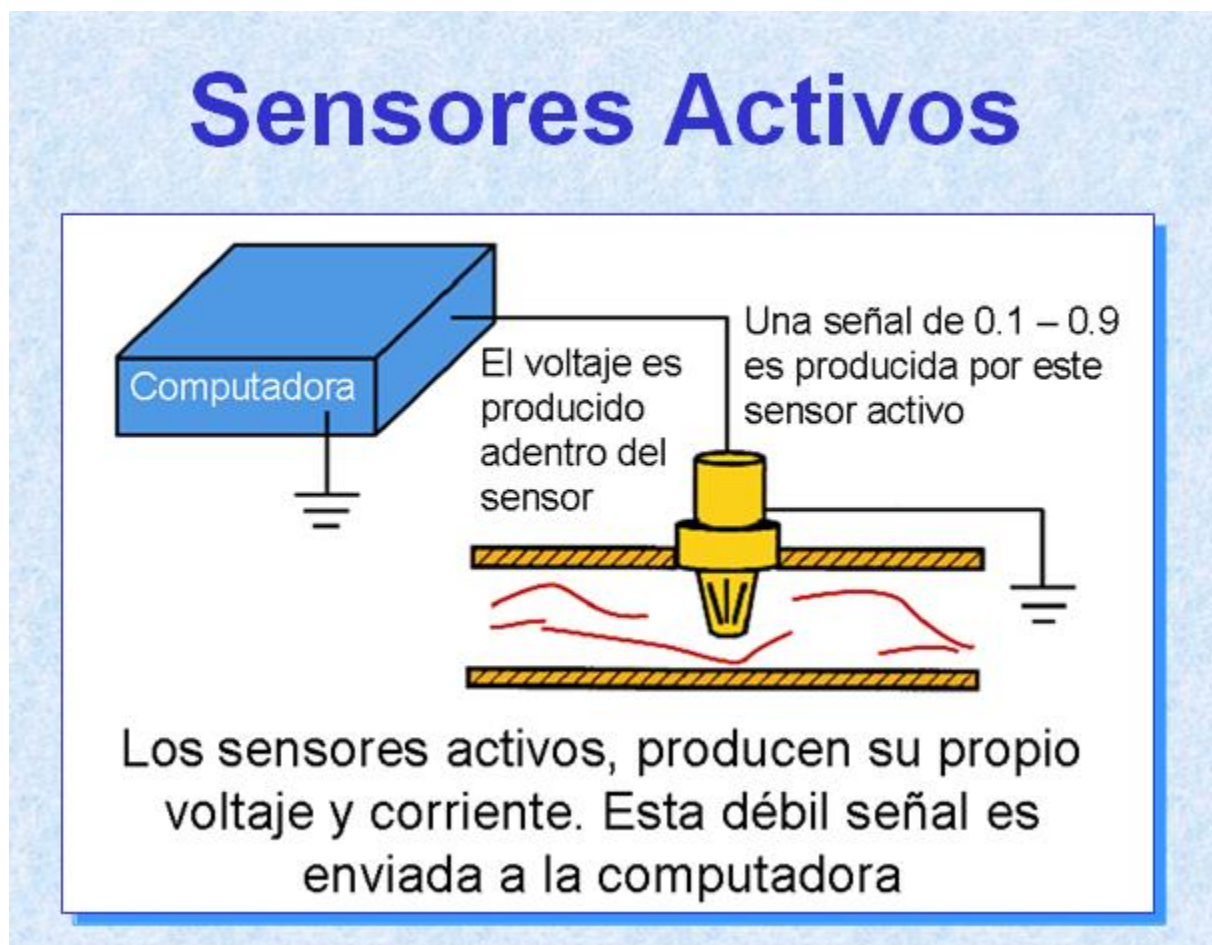 Sensores Activos
Computadora
El voltaje es
producido
adentro del
sensor
Una señal de 0.1 – 0.9
es producida por este
sensor activo
Los sensores activos, producen su propio
voltaje y corriente. Esta débil señal es
enviada a la computadora